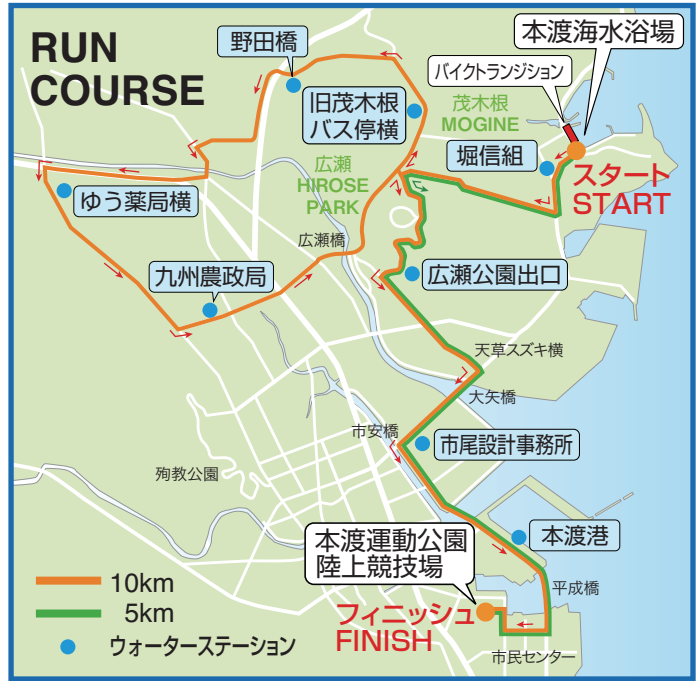 RUN
COURSE
野田橋
本渡海水浴場
バイクトランジション
旧茂木根
バス停横
茂木根
MOGINE
堀信組
スタート
START
ゆう薬局横
広瀬
HIROSE
PARK
広瀬橋
九州農政局
広瀬公園出口
天草スズキ横
大矢橋
市安橋
市尾設計事務所
殉教公園
本渡運動公園
陸上競技場
本渡港
平成橋
10km
5km
ウォーターステーション
フィニッシュ
FINISH
市民センター